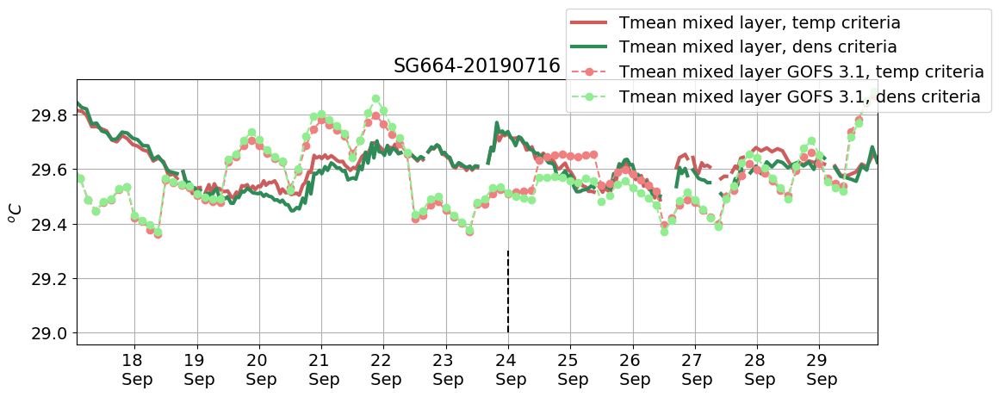 Tmean mixed layer, temp criteria
Tmean mixed layer, dens criteria
SG664-20190716
Tmean mixed layer GOFS 3.1, temp criteria
Tmean mixed layer GOFS 3.1, dens criteria
29.8
29.6
29.4
29.2
29.0
°C
18 19 20 21 22 23 24 25 26 27 28 29
Sep Sep Sep Sep Sep Sep Sep Sep Sep Sep Sep Sep